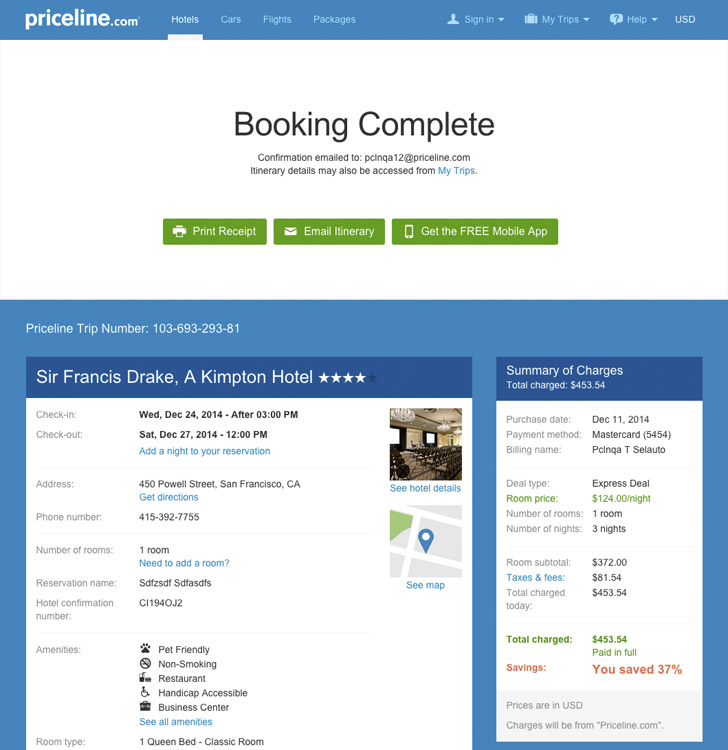 priceline.com Hotels Cars Flights Packages Sign in My Trips Help USD
Booking Complete
Confirmation emailed to: pclnqa12@priceline.com
Itinerary details may also be accessed from My Trips.
Print Receipt
Email Itinerary
Get the FREE Mobile App
Priceline Trip Number: 103-693-293-81
Sir Francis Drake, A Kimpton Hotel
Check-in: Wed, Dec 24, 2014 - After 03:00 PM
Check-out: Sat, Dec 27, 2014 - 12:00 PM
Add a night to your reservation
Address: 450 Powell Street, San Francisco, CA
Get directions
Phone number: 415-392-7755
Number of rooms: 1 room
Need to add a room?
Reservation name: Sdfzsdf Sdfasdfs
Hotel confirmation
number: CI194OJ2
Amenities: Pet Friendly
Non-Smoking
Restaurant
Handicap Accessible
Business Center
See all amenities
Room type: 1 Queen Bed - Classic Room
See hotel details
See map
Summary of Charges
Total charged: $453.54
Purchase date: Dec 11, 2014
Payment method: Mastercard (5454)
Billing name: Pclnqa T Selauto
Deal type: Express Deal
Room price: $124.00/night
Number of rooms: 1 room
Number of nights: 3 nights
Room subtotal: $372.00
Taxes & fees: $81.54
Total charged
today: $453.54
Total charged: $453.54
Paid in full
Savings: You saved 37%
Prices are in USD
Charges will be from "Priceline.com".